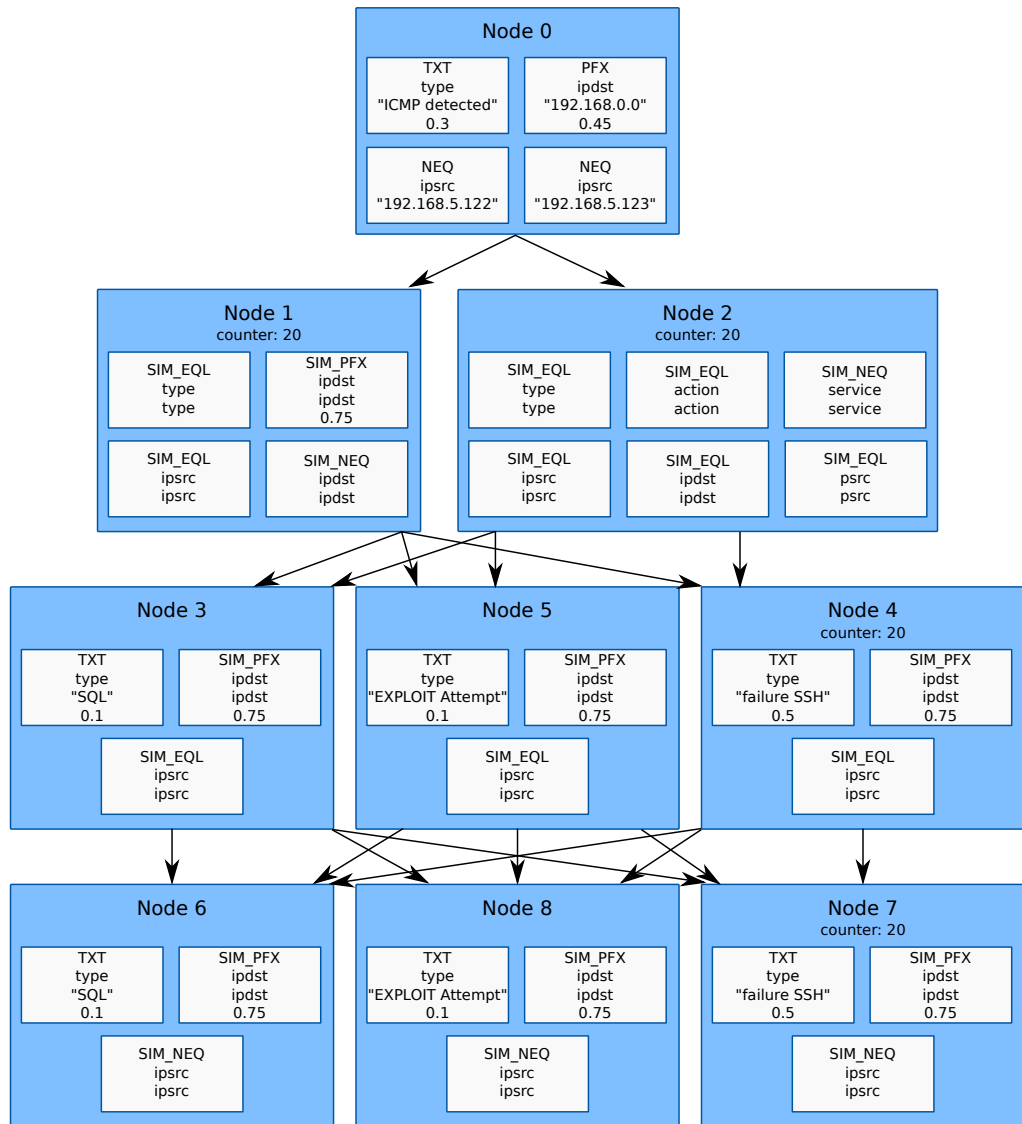 Node 0
TXT
type
"ICMP detected"
0.3
PFX
ipdst
"192.168.0.0"
0.45
NEQ
ipsrc
"192.168.5.122"
NEQ
ipsrc
"192.168.5.123"
Node 1
counter: 20
SIM_EQL
type
type
SIM_PFX
ipdst
ipdst
0.75
SIM_EQL
ipsrc
ipsrc
SIM_NEQ
ipdst
ipdst
Node 2
counter: 20
SIM_EQL
type
type
SIM_EQL
action
action
SIM_NEQ
service
service
SIM_EQL
ipsrc
ipsrc
SIM_EQL
ipdst
ipdst
SIM_EQL
psrc
psrc
Node 3
TXT
type
"SQL"
0.1
SIM_PFX
ipdst
ipdst
0.75
SIM_EQL
ipsrc
ipsrc
Node 5
TXT
type
"EXPLOIT Attempt"
0.1
SIM_PFX
ipdst
ipdst
0.75
SIM_EQL
ipsrc
ipsrc
Node 4
counter: 20
TXT
type
"failure SSH"
0.5
SIM_PFX
ipdst
ipdst
0.75
SIM_EQL
ipsrc
ipsrc
Node 6
TXT
type
"SQL"
0.1
SIM_PFX
ipdst
ipdst
0.75
SIM_NEQ
ipsrc
ipsrc
Node 8
TXT
type
"EXPLOIT Attempt"
0.1
SIM_PFX
ipdst
ipdst
0.75
SIM_NEQ
ipsrc
ipsrc
Node 7
counter: 20
TXT
type
"failure SSH"
0.5
SIM_PFX
ipdst
ipdst
0.75
SIM_NEQ
ipsrc
ipsrc